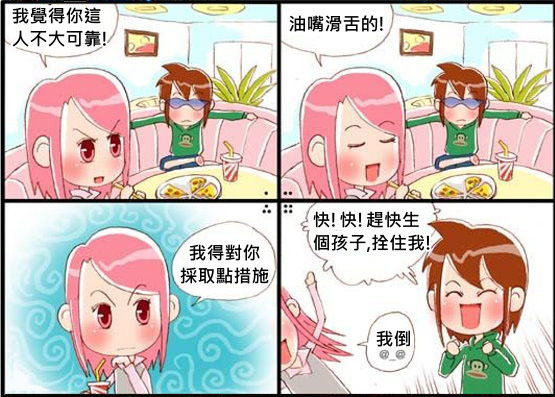 我覺得你這
人不大可靠!
油嘴滑舌的!
我得對你
採取點措施
快! 快! 趕快生
個孩子,拴住我!
我倒
@_@